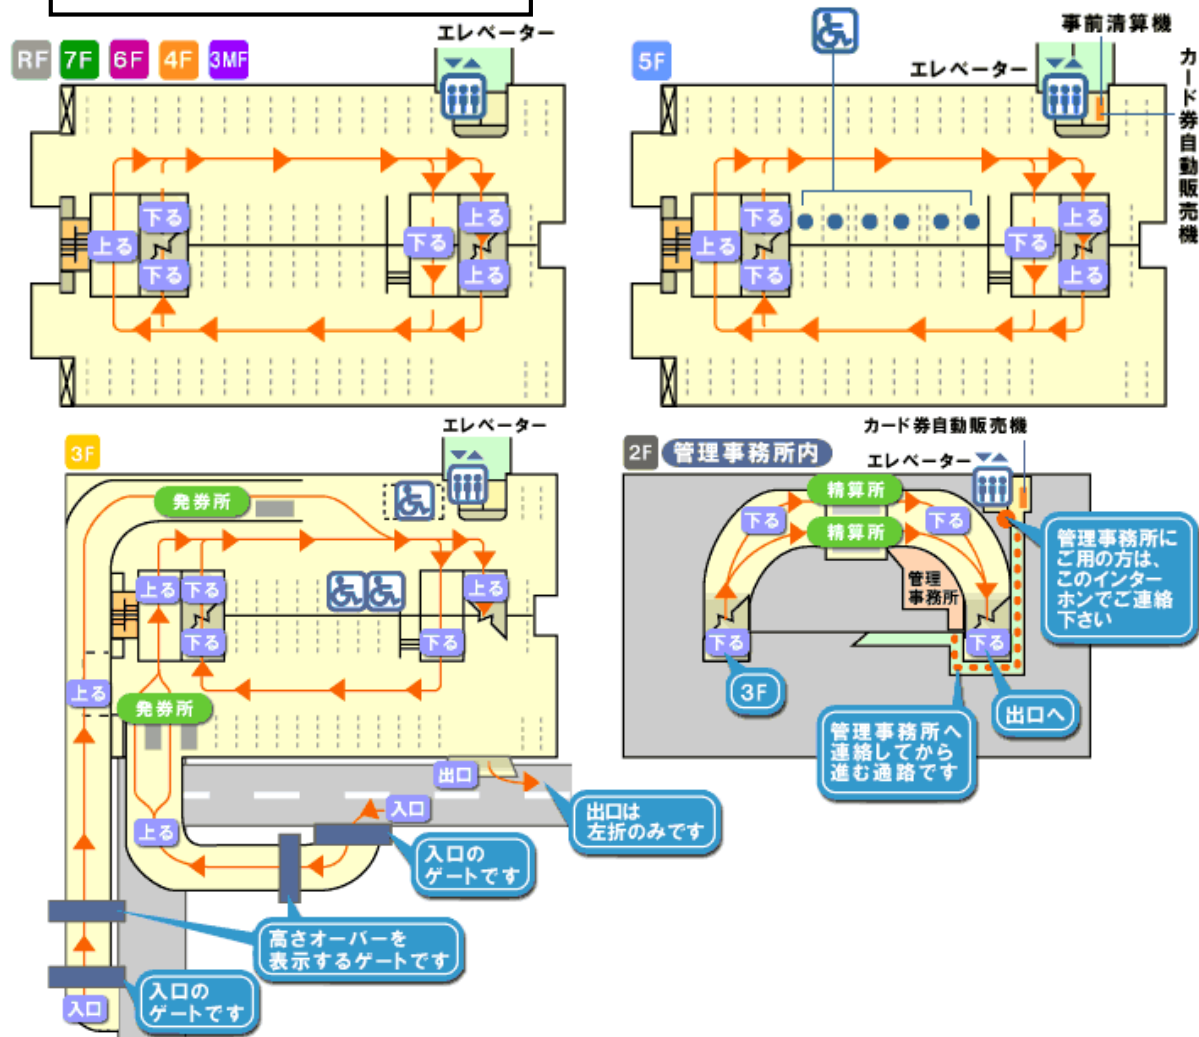 エレベーター
RF 7F 6F 4F 3MF
下る
上る
下る
上る
下る
上る
事前清算機
5F
エレベーター
カード券自動販売機
下る
上る
下る
上る
下る
上る
エレベーター
3F
発券所
上る
下る
上る
下る
下る
上る
発券所
出口
入口
上る
出口は
左折のみです
入口の
ゲートです
高さオーバーを
表示するゲートです
入口の
ゲートです
入口
カード券自動販売機
2F 管理事務所内
エレベーター
精算所
下る
下る
精算所
管理事務所に
ご用の方は、
このインター
ホンでご連絡
下さい
管理
事務所
下る
下る
3F
出口へ
管理事務所へ
連絡してから
進む通路です